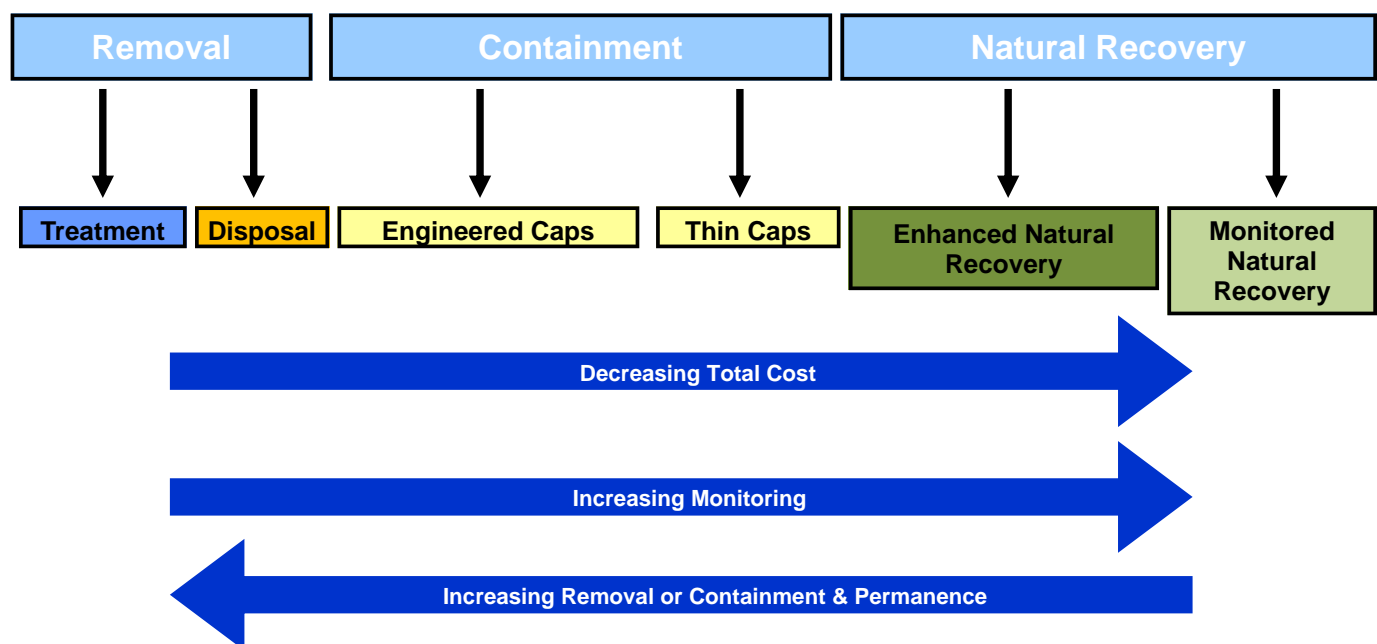 Removal
Containment
Natural Recovery
Treatment
Disposal
Engineered Caps
Thin Caps
Enhanced Natural
Recovery
Monitored
Natural
Recovery
Decreasing Total Cost
Increasing Monitoring
Increasing Removal or Containment & Permanence